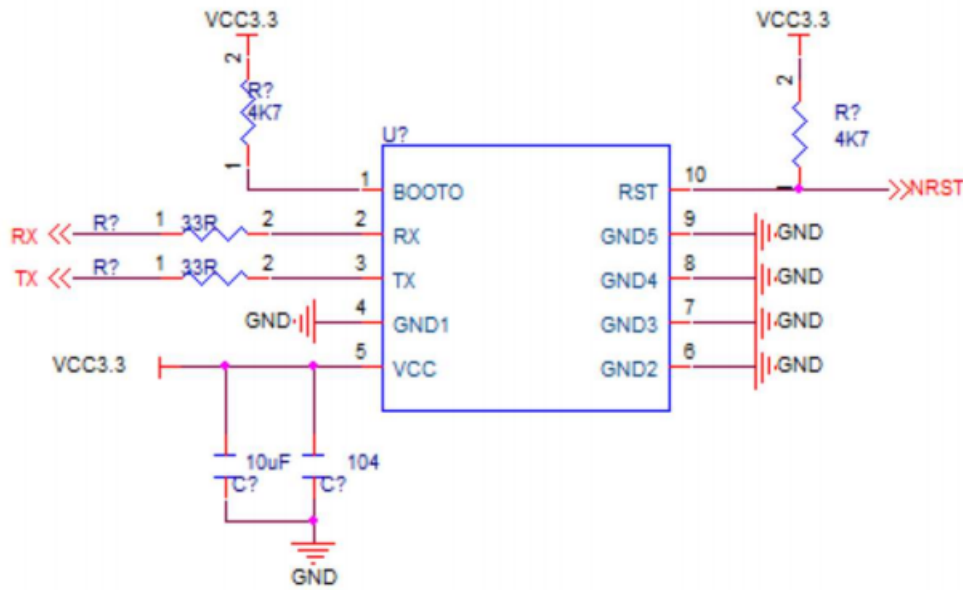 VCC3.3
VCC3.3
2
R?
4K7
1
2
R?
4K7
U?
1
BOOTO
RST
10
NRST
RX
R?
1
33R
2
2
RX
GND5
9
GND
TX
R?
1
33R
2
3
TX
GND4
8
GND
GND
4
GND1
GND3
7
GND
VCC3.3
5
VCC
GND2
6
GND
10uF
C?
104
C?
GND